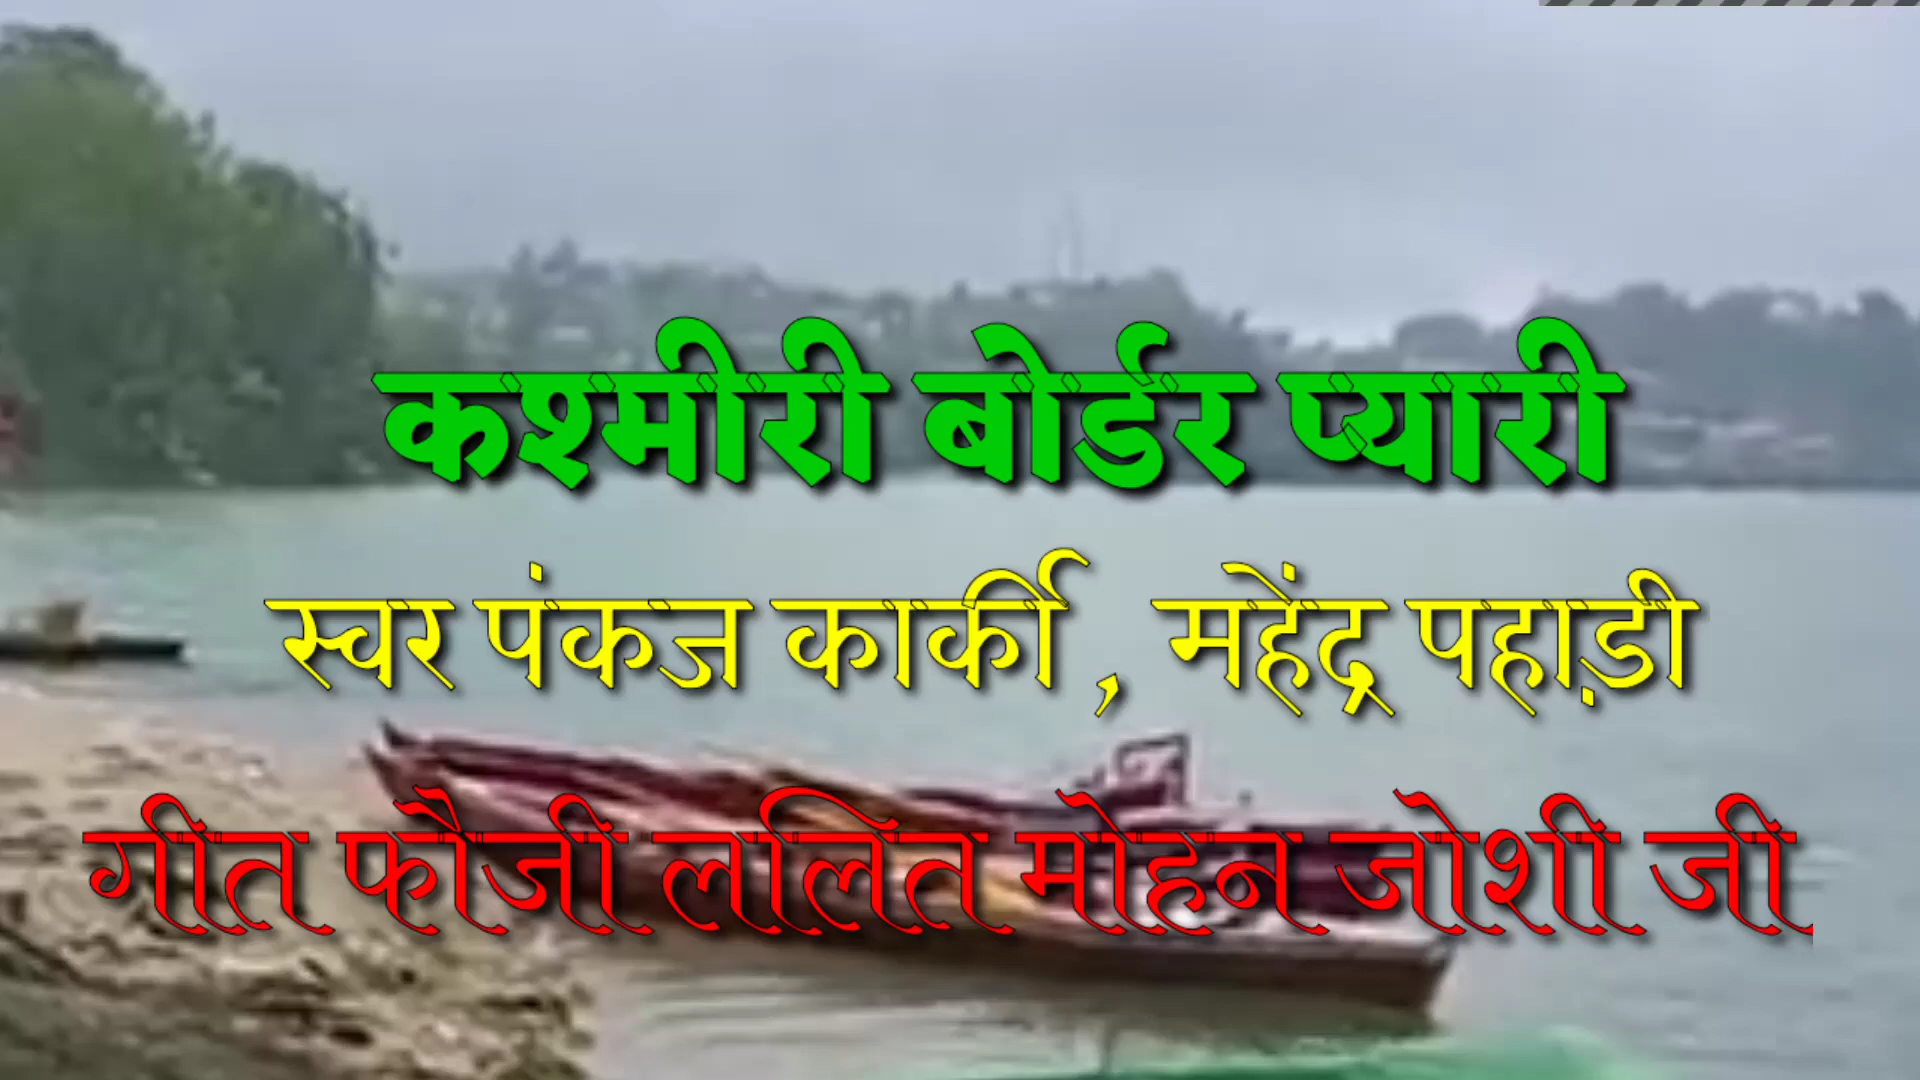 कश्मीरी बोर्डर प्यारी
स्वर पंकज कार्की , महेंद्र पहाड़ी
गीत फौजी ललित मोहन जोशी जी